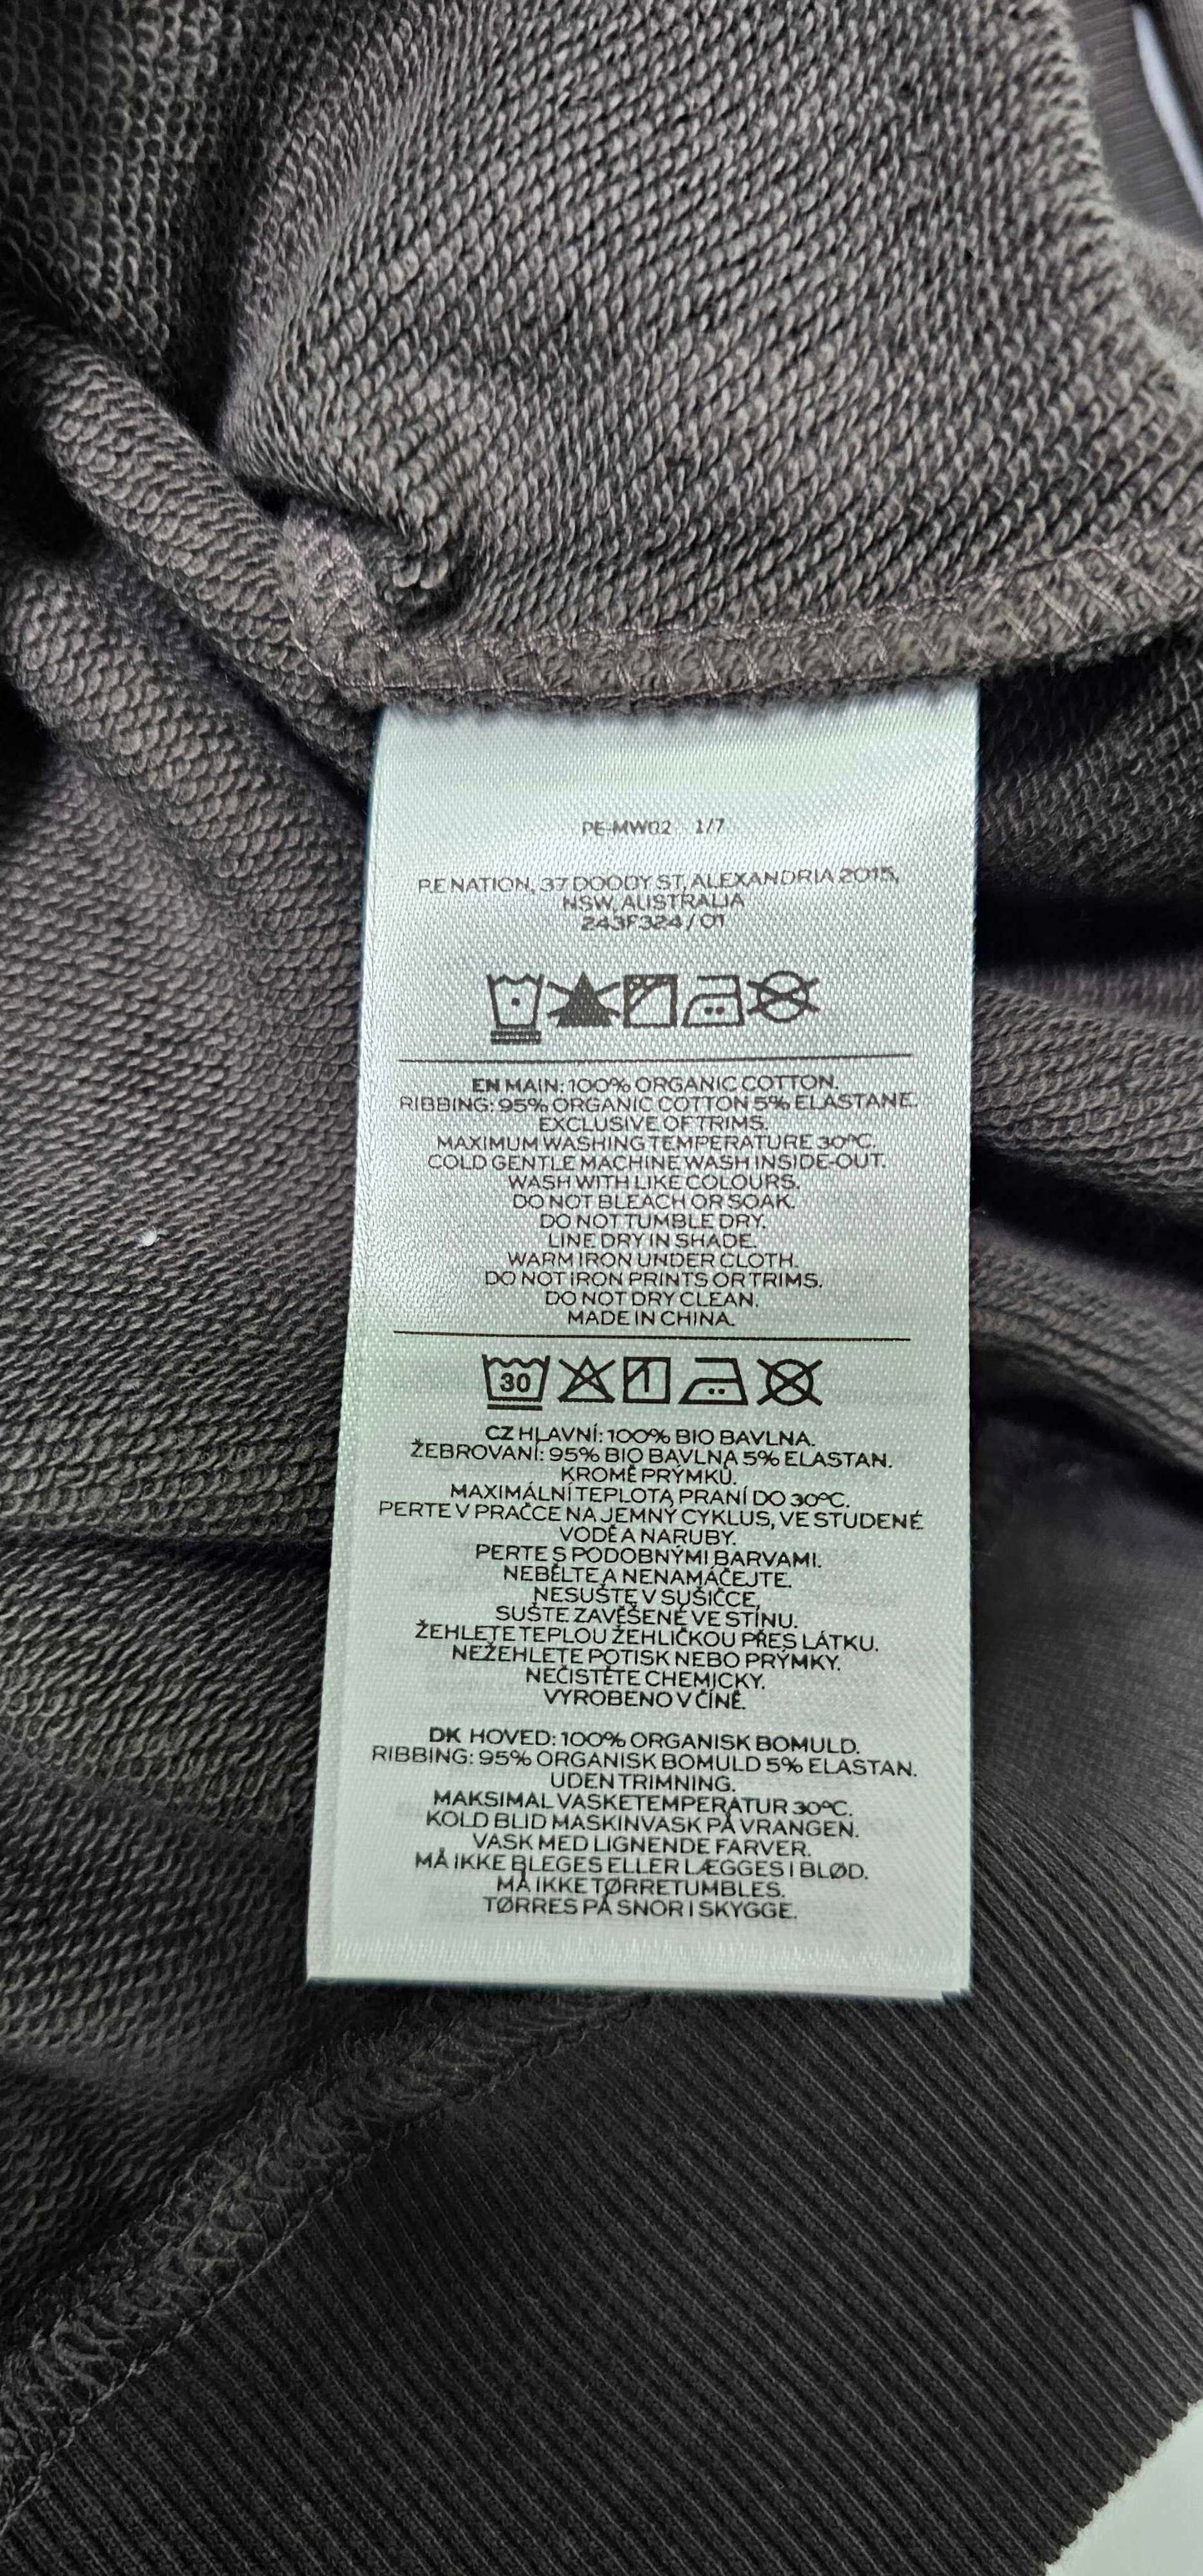 PE-MW02 1/7
P.E NATION, 37 DOODY ST, ALEXANDRIA 2015,
NSW, AUSTRALIA
243F324/01
EN MAIN: 100% ORGANIC COTTON.
RIBBING: 95% ORGANIC COTTON 5% ELASTANE.
EXCLUSIVE OF TRIMS.
MAXIMUM WASHING TEMPERATURE 30ºC.
COLD GENTLE MACHINE WASH INSIDE-OUT.
WASH WITH LIKE COLOURS.
DO NOT BLEACH OR SOAK.
DO NOT TUMBLE DRY.
LINE DRY IN SHADE.
WARM IRON UNDER CLOTH.
DO NOT IRON PRINTS OR TRIMS.
DO NOT DRY CLEAN.
MADE IN CHINA.
30
CZ HLAVNÍ: 100% BIO BAVLNA.
ŽEBROVANÍ: 95% BIO BAVLNA 5% ELASTAN.
KROMĚ PRÝMKŮ.
MAXIMÁLNÍ TEPLOTA PRANÍ DO 30ºC.
PERTE V PRAČCE NA JEMNÝ CYKLUS, VE STUDENÉ
VODĚ A NARUBY.
PERTE S PODOBNÝMI BARVAMI.
NEBĚLTE A NENAMÁČEJTE.
NESUŠTE V SUŠIČCE,
SUŠTE ZAVĚŠENÉ VE STÍNU.
ŽEHLETE TEPLOU ŽEHLIČKOU PŘES LÁTKU.
NEŽEHLETE POTISK NEBO PRÝMKY.
NEČISTĚTE CHEMICKY.
VYROBENO V ČÍNĚ.
DK HOVED: 100% ORGANISK BOMULD.
RIBBING: 95% ORGANISK BOMULD 5% ELASTAN.
UDEN TRIMNING.
MAKSIMAL VASKETEMPERATUR 30ºC.
KOLD BLID MASKINVASK PÅ VRANGEN.
VASK MED LIGNENDE FARVER.
MÅ IKKE BLEGES ELLER LÆGGES I BLØD.
MÅ IKKE TØRRETUMBLES.
TØRRES PÅ SNOR I SKYGGE.